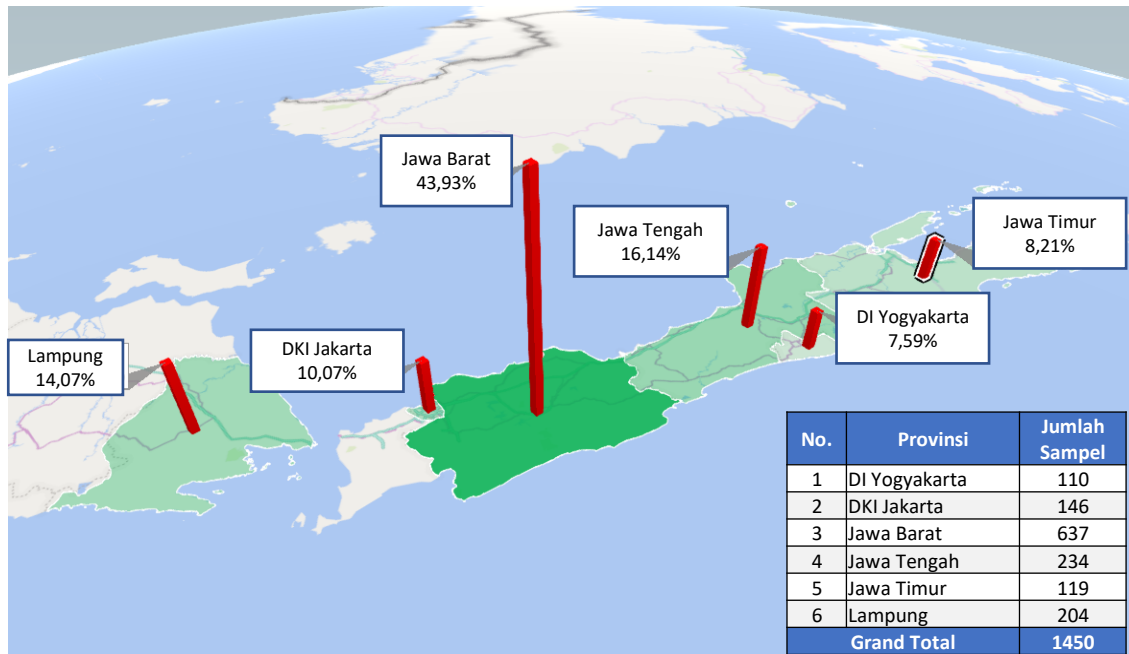 Jawa Barat
43,93%
Jawa Tengah
16,14%
Jawa Timur
8,21%
DI Yogyakarta
7,59%
Lampung
14,07%
DKI Jakarta
10,07%
No. Provinsi Jumlah Sampel
1 DI Yogyakarta 110
2 DKI Jakarta 146
3 Jawa Barat 637
4 Jawa Tengah 234
5 Jawa Timur 119
6 Lampung 204
Grand Total 1450